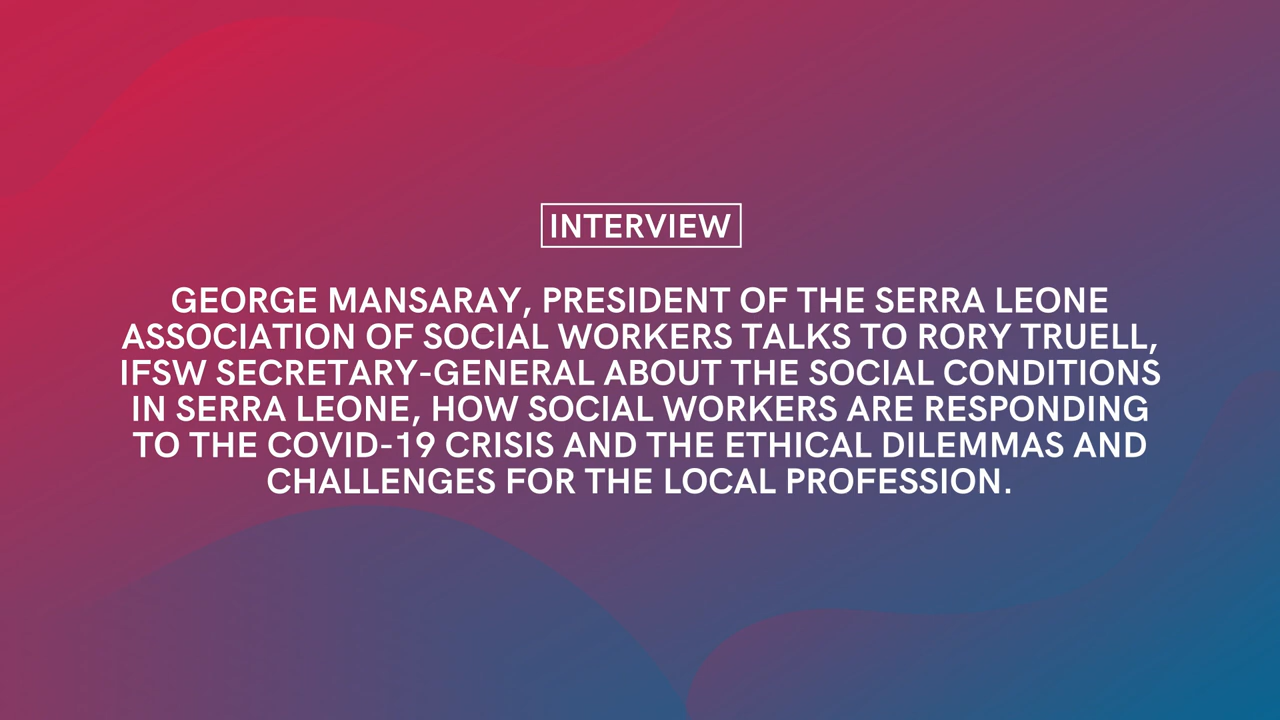 INTERVIEW
GEORGE MANSARAY, PRESIDENT OF THE SERRA LEONE
ASSOCIATION OF SOCIAL WORKERS TALKS TO RORY TRUELL,
IFSW SECRETARY-GENERAL ABOUT THE SOCIAL CONDITIONS
IN SERRA LEONE, HOW SOCIAL WORKERS ARE RESPONDING
TO THE COVID-19 CRISIS AND THE ETHICAL DILEMMAS AND
CHALLENGES FOR THE LOCAL PROFESSION.